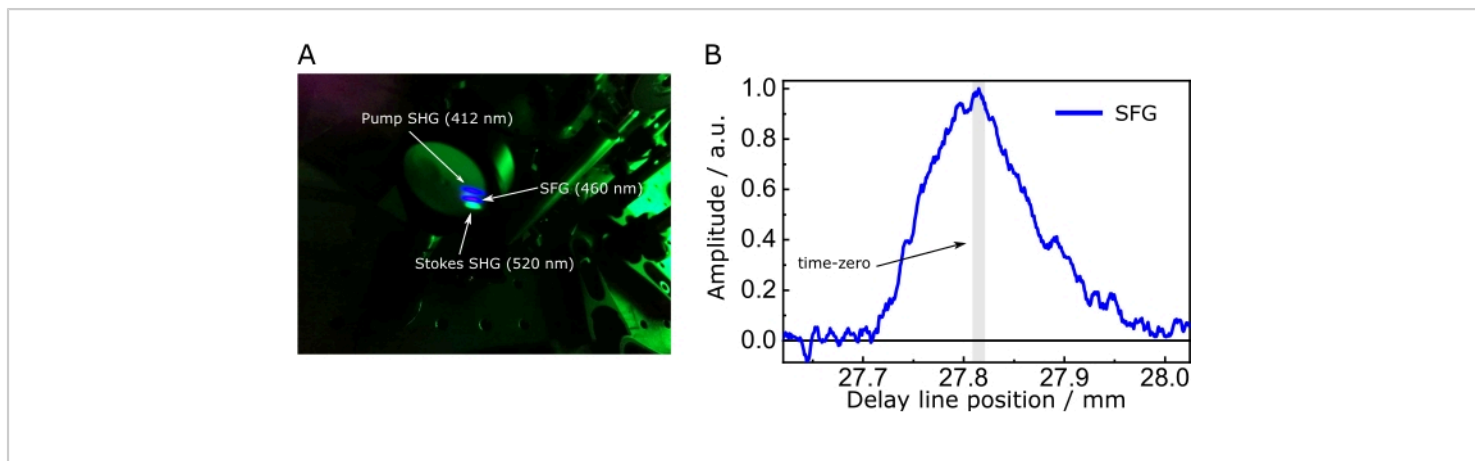 A
Pump SHG (412 nm)
SFG (460 nm)
Stokes SHG (520 nm)
B
1.0
0.8
0.6
0.4
0.2
0.0
Amplitude / a.u.
SFG
time-zero
27.7 27.8 27.9 28.0
Delay line position / mm